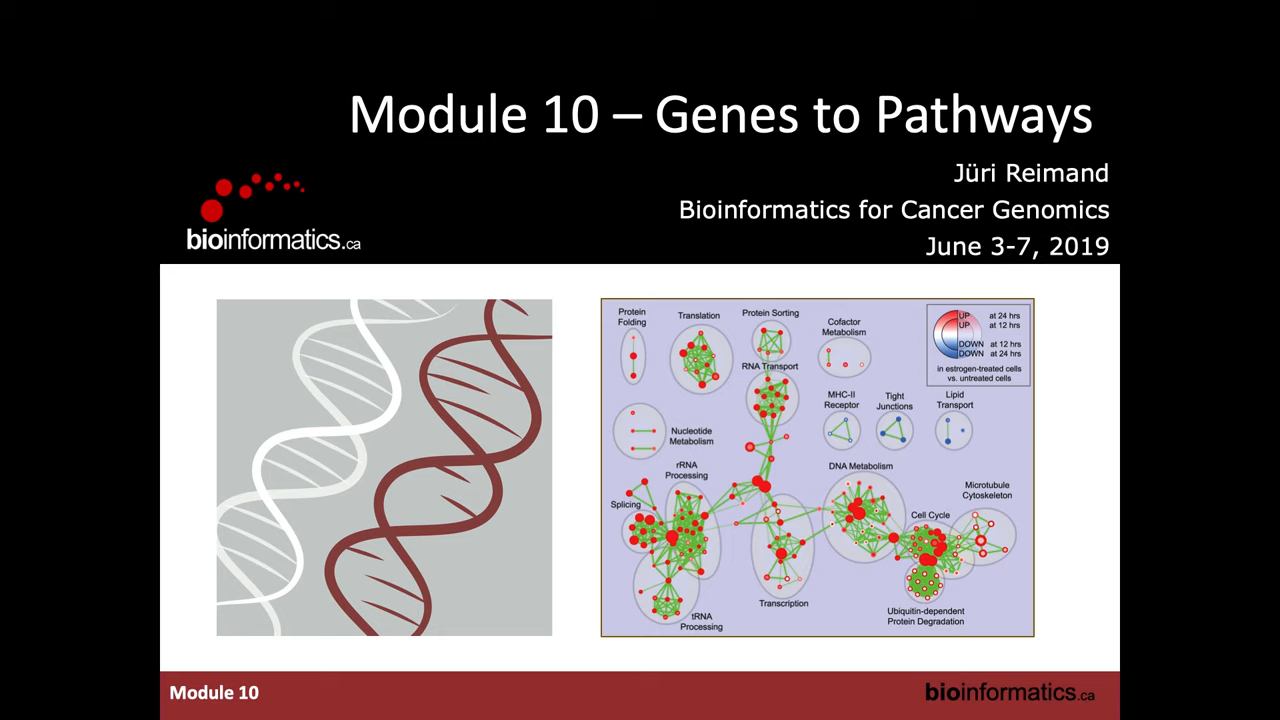 Module 10 – Genes to Pathways
Jüri Reimand
Bioinformatics for Cancer Genomics
June 3-7, 2019
bioinformatics.ca
Protein
Folding
Translation
Protein Sorting
Cofactor
Metabolism
UP at 24 hrs
UP at 12 hrs
DOWN at 12 hrs
DOWN at 24 hrs
in estrogen-treated cells
vs. untreated cells
RNA Transport
MHC-II
Receptor
Tight
Junctions
Lipid
Transport
Nucleotide
Metabolism
rRNA
Processing
DNA Metabolism
Microtubule
Cytoskeleton
Splicing
Cell Cycle
Transcription
Ubiquitin-dependent
Protein Degradation
tRNA
Processing
Module 10
bioinformatics.ca